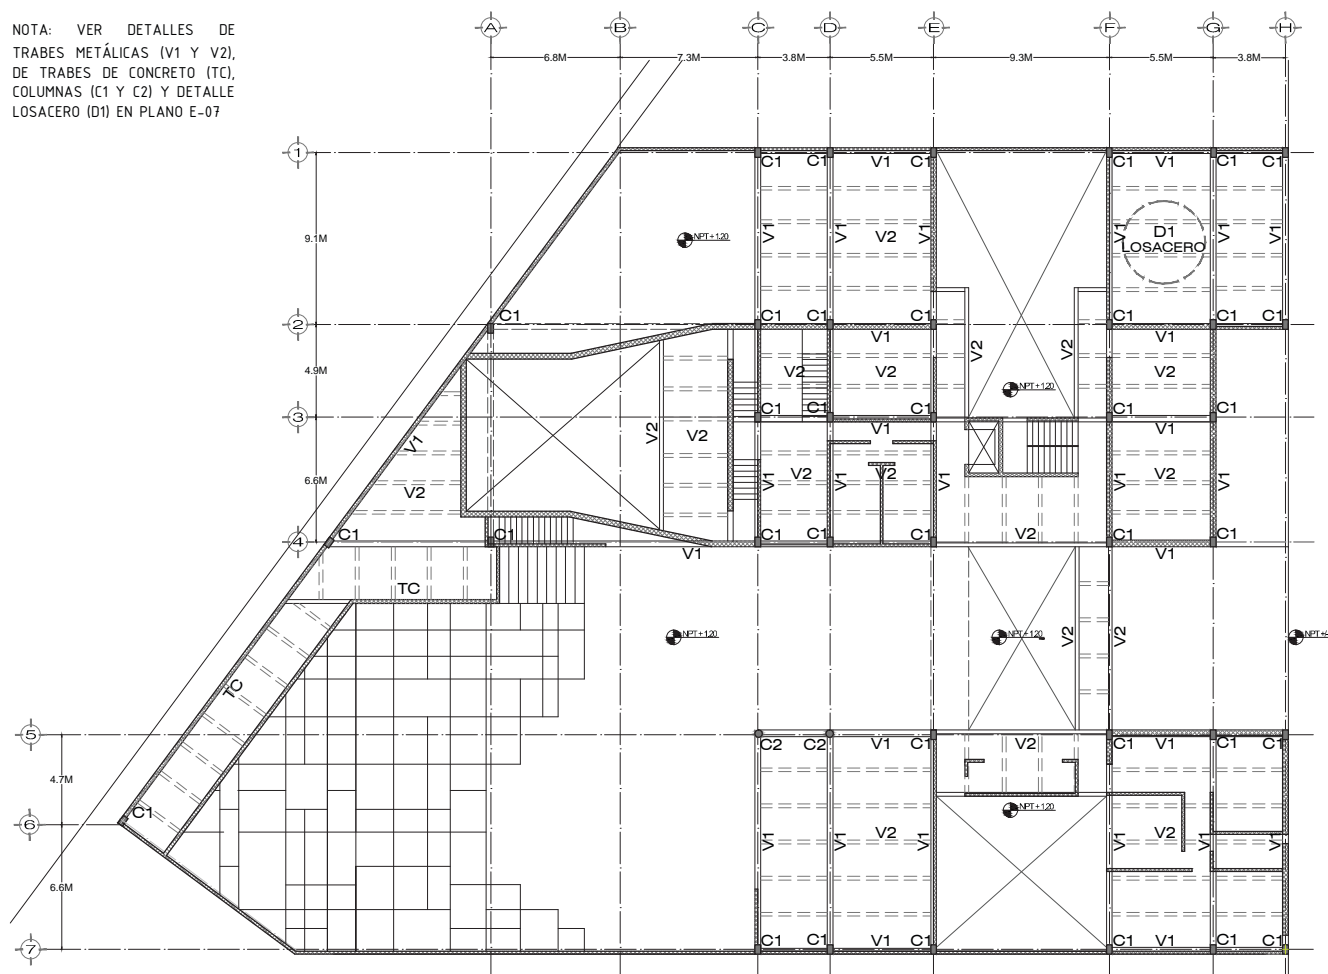 NOTA: VER DETALLES DE
TRABES METÁLICAS (V1 Y V2),
DE TRABES DE CONCRETO (TC),
COLUMNAS (C1 Y C2) Y DETALLE
LOSACERO (D1) EN PLANO E-07
A B C D E F G H
6.8M 7.3M 3.8M 5.5M 9.3M 5.5M 3.8M
1
C1 C1 V1 C1 C1 V1 C1 C1
9.1M
NPT+1.20
V1 V1 V2 V1 V1 D1 V1 V1
LOSACERO
2
C1 C1 C1 C1 C1 C1 C1
V1 V1
4.9M
V2 V2 V2 V2 V2
NPT+1.20
3
C1 C1 C1 C1 C1
V1 V1
V1 V2 V2
6.6M
V2 V1 V2 V1 V2 V1 V1 V2 V1
4
C1 C1 C1 C1 C1 V2 C1 C1
V1 V1
TC
NPT+1.20 NPT+1.20 V2 V2
TC
5
C2 C2 V1 C1 V2 C1 V1 C1 C1
4.7M
6
C1
NPT+1.20
V1 V1 V2 V1 V1 V2 V1 V1
6.6M
7
C1 C1 V1 C1 C1 V1 C1 C1